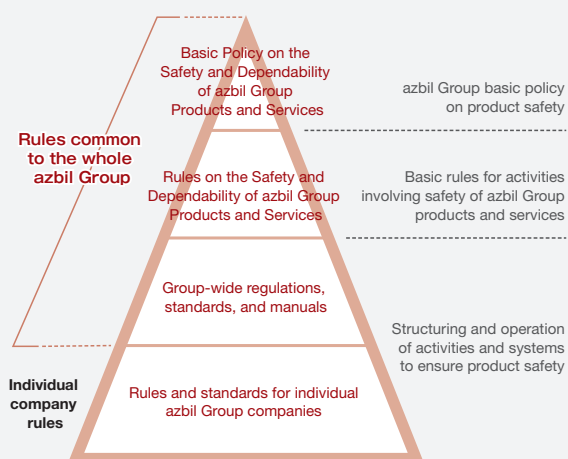 Basic Policy on the
Safety and Dependability
of azbil Group
Products and Services
azbil Group basic policy
on product safety
Rules common
to the whole
azbil Group
Rules on the Safety and
Dependability of azbil Group
Products and Services
Basic rules for activities
involving safety of azbil Group
products and services
Group-wide regulations,
standards, and manuals
Structuring and operation
of activities and systems
to ensure product safety
Individual
company
rules
Rules and standards for individual
azbil Group companies